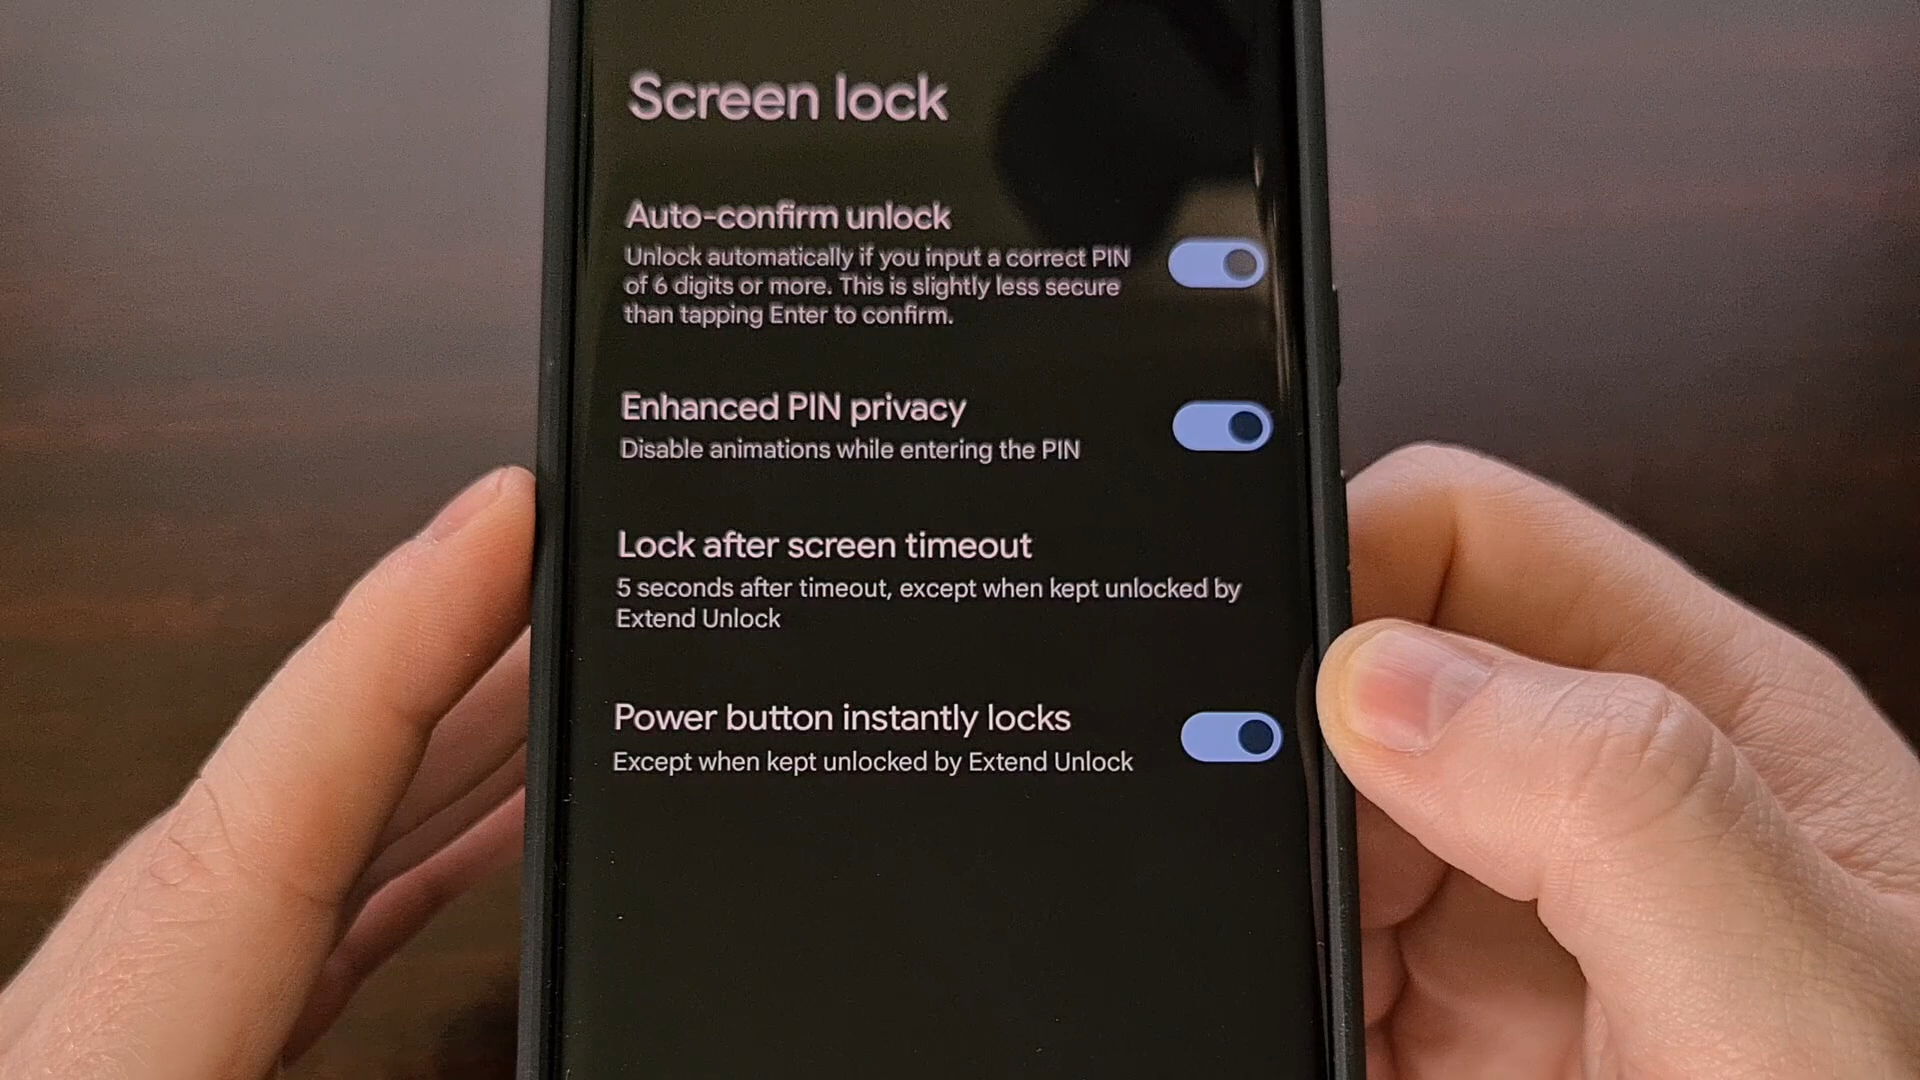 Screen lock
Auto-confirm unlock
Unlock automatically if you input a correct PIN
of 6 digits or more. This is slightly less secure
than tapping Enter to confirm.
Enhanced PIN privacy
Disable animations while entering the PIN
Lock after screen timeout
5 seconds after timeout, except when kept unlocked by
Extend Unlock
Power button instantly locks
Except when kept unlocked by Extend Unlock